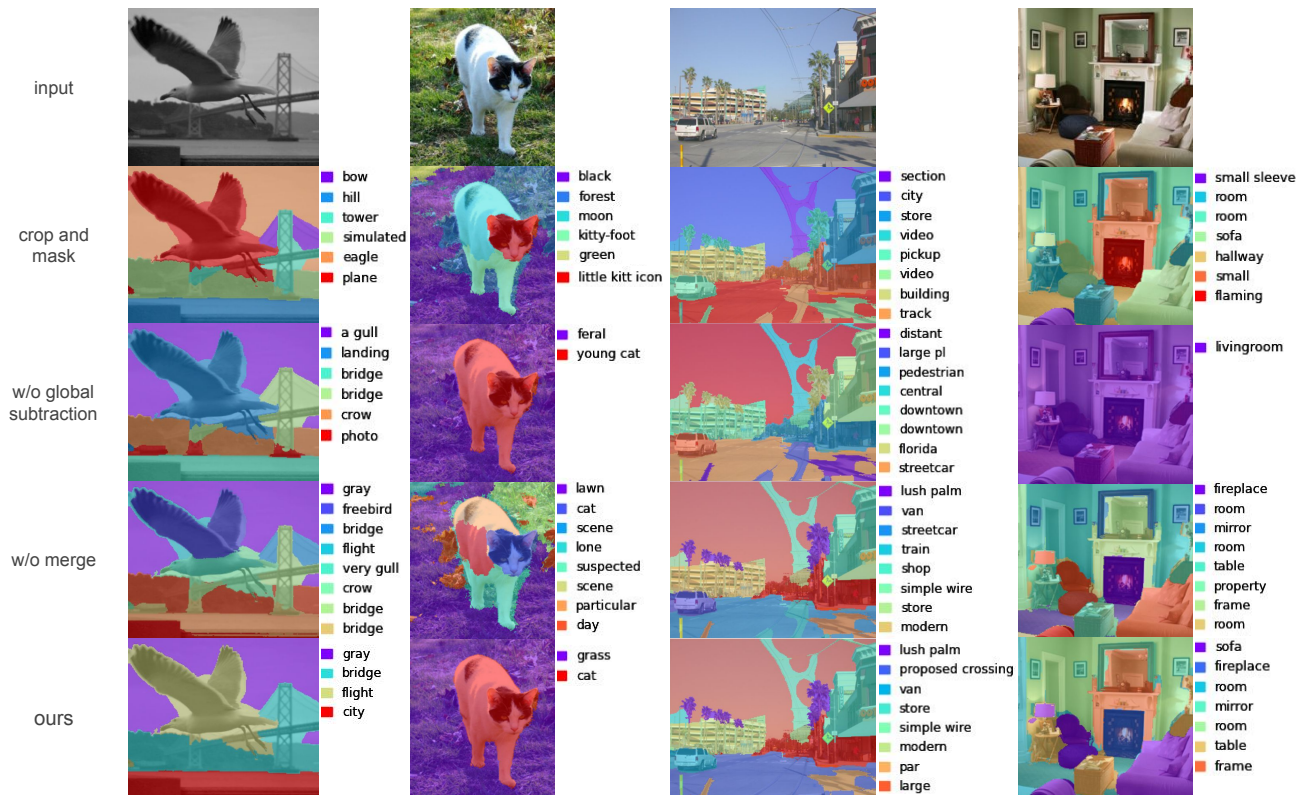 input
crop and
mask
bow
hill
tower
simulated
eagle
plane
black
forest
moon
kitty-foot
green
little kitt icon
section
city
store
video
pickup
video
building
track
small sleeve
room
room
sofa
hallway
small
flaming
w/o global
subtraction
a gull
landing
bridge
bridge
crow
photo
feral
young cat
distant
large pl
pedestrian
central
downtown
downtown
florida
streetcar
livingroom
w/o merge
gray
freebird
bridge
flight
very gull
crow
bridge
bridge
lawn
cat
scene
lone
suspected
scene
particular
day
lush palm
van
streetcar
train
shop
simple wire
store
modern
fireplace
room
mirror
room
table
property
frame
room
ours
gray
bridge
flight
city
grass
cat
lush palm
proposed crossing
van
store
simple wire
modern
par
large
sofa
fireplace
room
mirror
room
table
frame